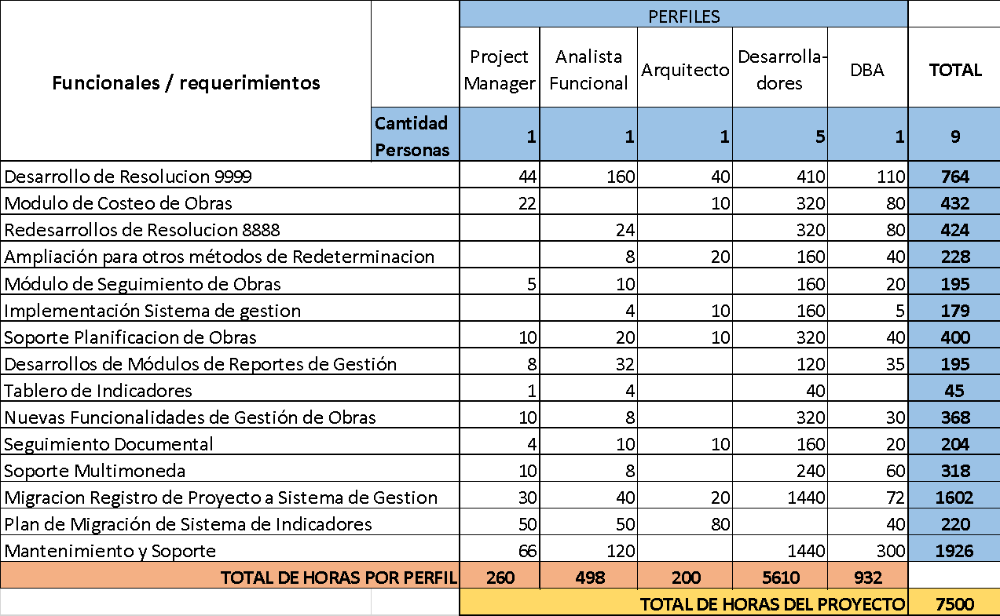 PERFILES
Funcionales / requerimientos
Project Manager Analista Funcional Arquitecto Desarrolla-dores DBA TOTAL
Cantidad Personas 1 1 1 5 1 9
Desarrollo de Resolucion 9999 44 160 40 410 110 764
Modulo de Costeo de Obras 22 10 320 80 432
Redesarrollos de Resolucion 8888 24 320 80 424
Ampliación para otros métodos de Redeterminacion 8 20 160 40 228
Módulo de Seguimiento de Obras 5 10 160 20 195
Implementación Sistema de gestion 4 10 160 5 179
Soporte Planificacion de Obras 10 20 10 320 40 400
Desarrollos de Módulos de Reportes de Gestión 8 32 120 35 195
Tablero de Indicadores 1 4 40 45
Nuevas Funcionalidades de Gestión de Obras 10 8 320 30 368
Seguimiento Documental 4 10 10 160 20 204
Soporte Multimoneda 10 8 240 60 318
Migracion Registro de Proyecto a Sistema de Gestion 30 40 20 1440 72 1602
Plan de Migración de Sistema de Indicadores 50 50 80 40 220
Mantenimiento y Soporte 66 120 1440 300 1926
TOTAL DE HORAS POR PERFIL 260 498 200 5610 932
TOTAL DE HORAS DEL PROYECTO 7500